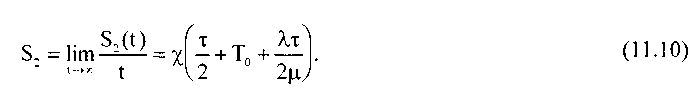 S₂ = lim_{t→∞} S₂(t)/t = χ(τ/2 + T₀ + λτ/2μ). (11.10)